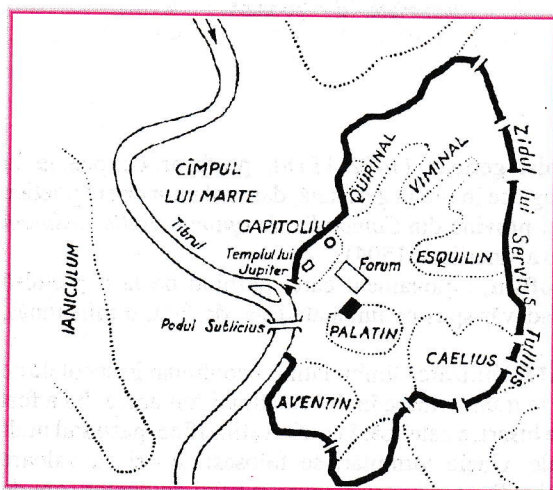 CÎMPUL
LUI MARTE
Tibrul
IANICULUM
CAPITOLIU
Templul lui
Jupiter
Podul Sublicius
QUIRINAL
VIMINAL
Forum
ESQUILIN
PALATIN
CAELIUS
AVENTIN
Zidul lui Servius Tullius